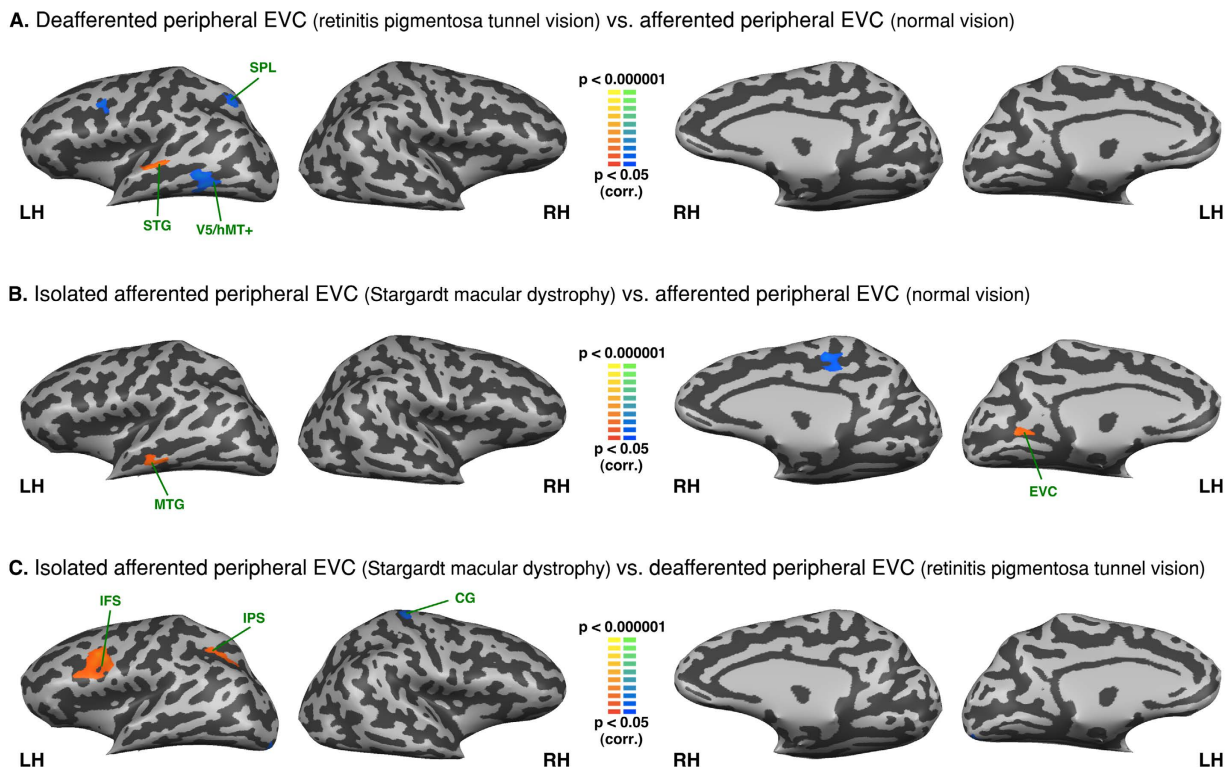 A. Deafferented peripheral EVC (retinitis pigmentosa tunnel vision) vs. afferented peripheral EVC (normal vision)
SPL
p < 0.000001
p < 0.05
(corr.)
LH
STG
V5/hMT+
RH
RH
LH
B. Isolated afferented peripheral EVC (Stargardt macular dystrophy) vs. afferented peripheral EVC (normal vision)
p < 0.000001
p < 0.05
(corr.)
LH
MTG
RH
RH
EVC
LH
C. Isolated afferented peripheral EVC (Stargardt macular dystrophy) vs. deafferented peripheral EVC (retinitis pigmentosa tunnel vision)
IFS
IPS
CG
p < 0.000001
p < 0.05
(corr.)
LH
RH
RH
LH